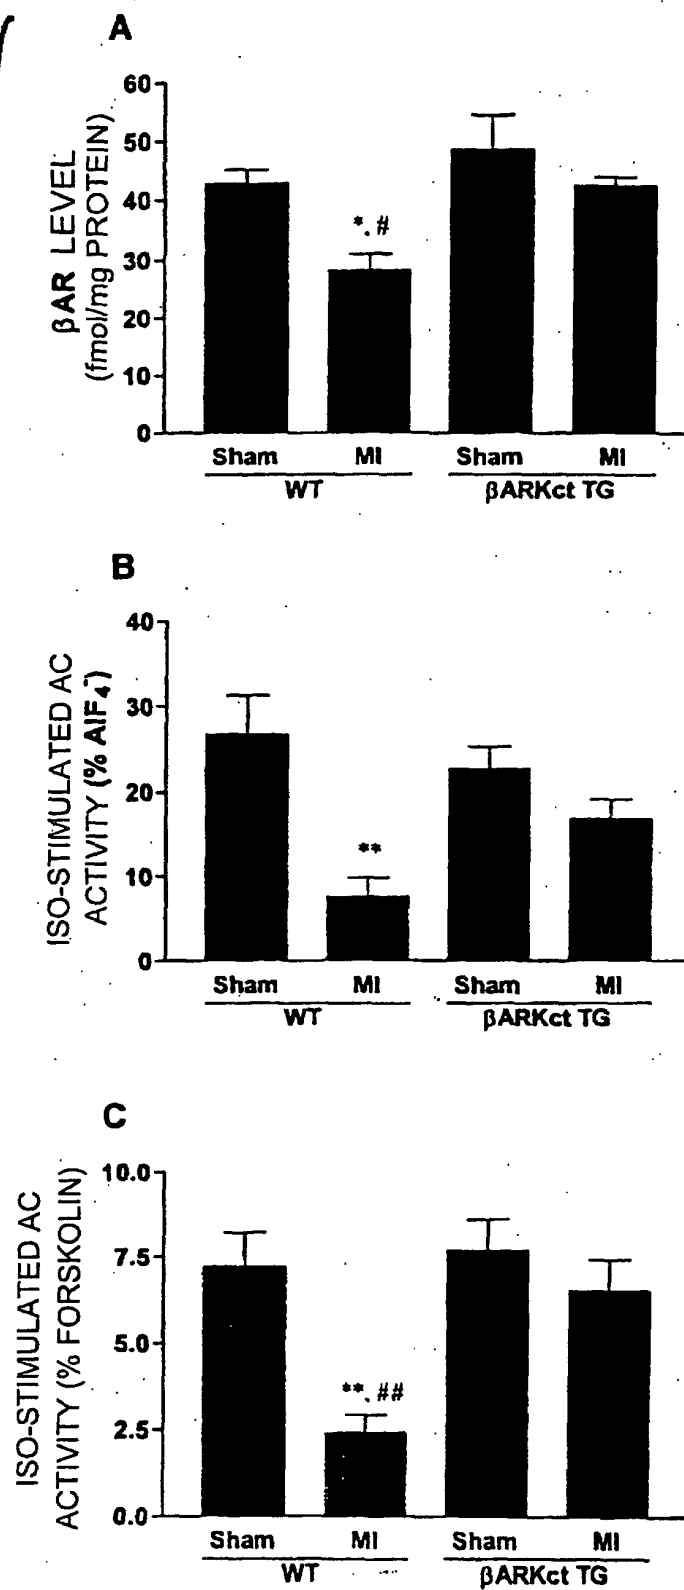 A
βAR LEVEL
(fmol/mg PROTEIN)
60
50
40
30
20
10
0
*, #
Sham MI Sham MI
WT βARKct TG
B
ISO-STIMULATED AC
ACTIVITY (% AlF₄⁻)
40
30
20
10
0
**
Sham MI Sham MI
WT βARKct TG
C
ISO-STIMULATED AC
ACTIVITY (% FORSKOLIN)
10.0
7.5
5.0
2.5
0.0
**, ##
Sham MI Sham MI
WT βARKct TG